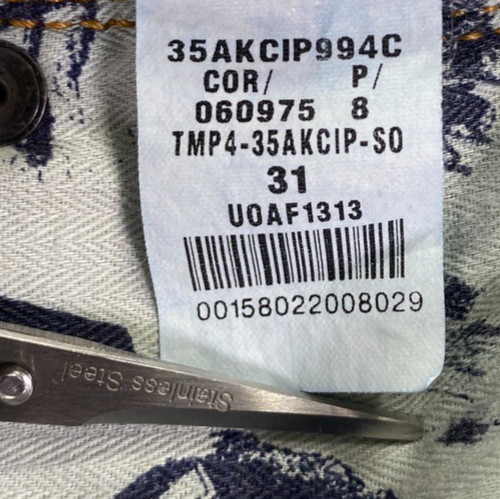 35AKCIP994C
COR/ P/
060975 8
TMP4-35AKCIP-SO
31
UOAF1313
00158022008029
Stainless Steel